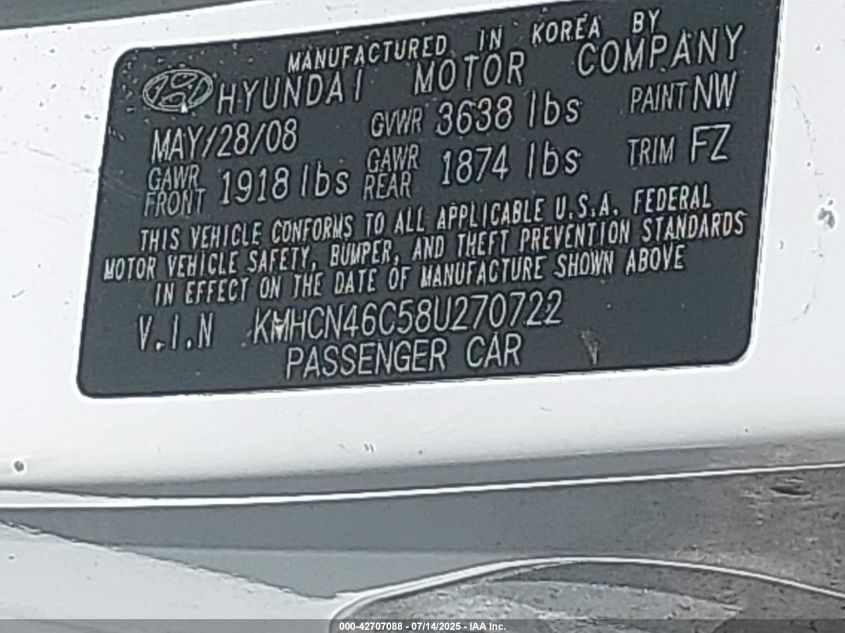 MANUFACTURED IN KOREA BY
HYUNDAI MOTOR COMPANY
MAY/28/08 GVWR 3638 lbs PAINT NW
GAWR FRONT 1918 lbs GAWR REAR 1874 lbs TRIM FZ
THIS VEHICLE CONFORMS TO ALL APPLICABLE U.S.A. FEDERAL
MOTOR VEHICLE SAFETY, BUMPER, AND THEFT PREVENTION STANDARDS
IN EFFECT ON THE DATE OF MANUFACTURE SHOWN ABOVE
V.I.N KMHCN46C58U270722
PASSENGER CAR
000-42707088 - 07/14/2025 - IAA Inc.